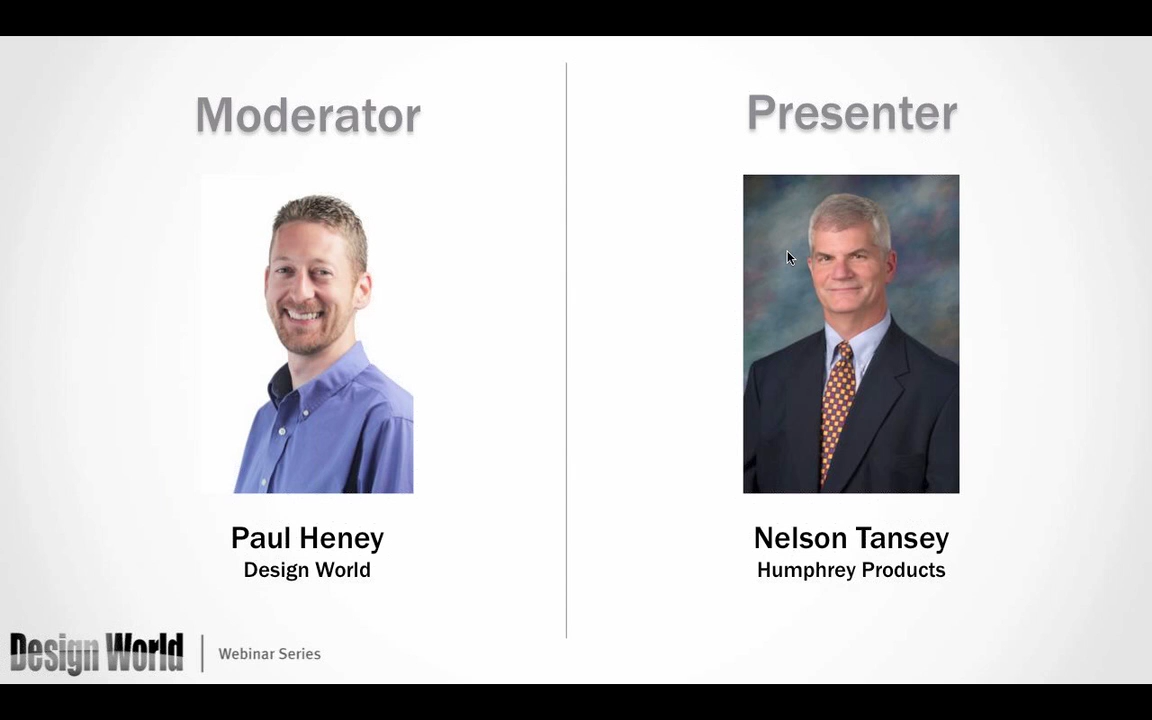 Moderator
Presenter
Paul Heney
Design World
Nelson Tansey
Humphrey Products
Design World
Webinar Series